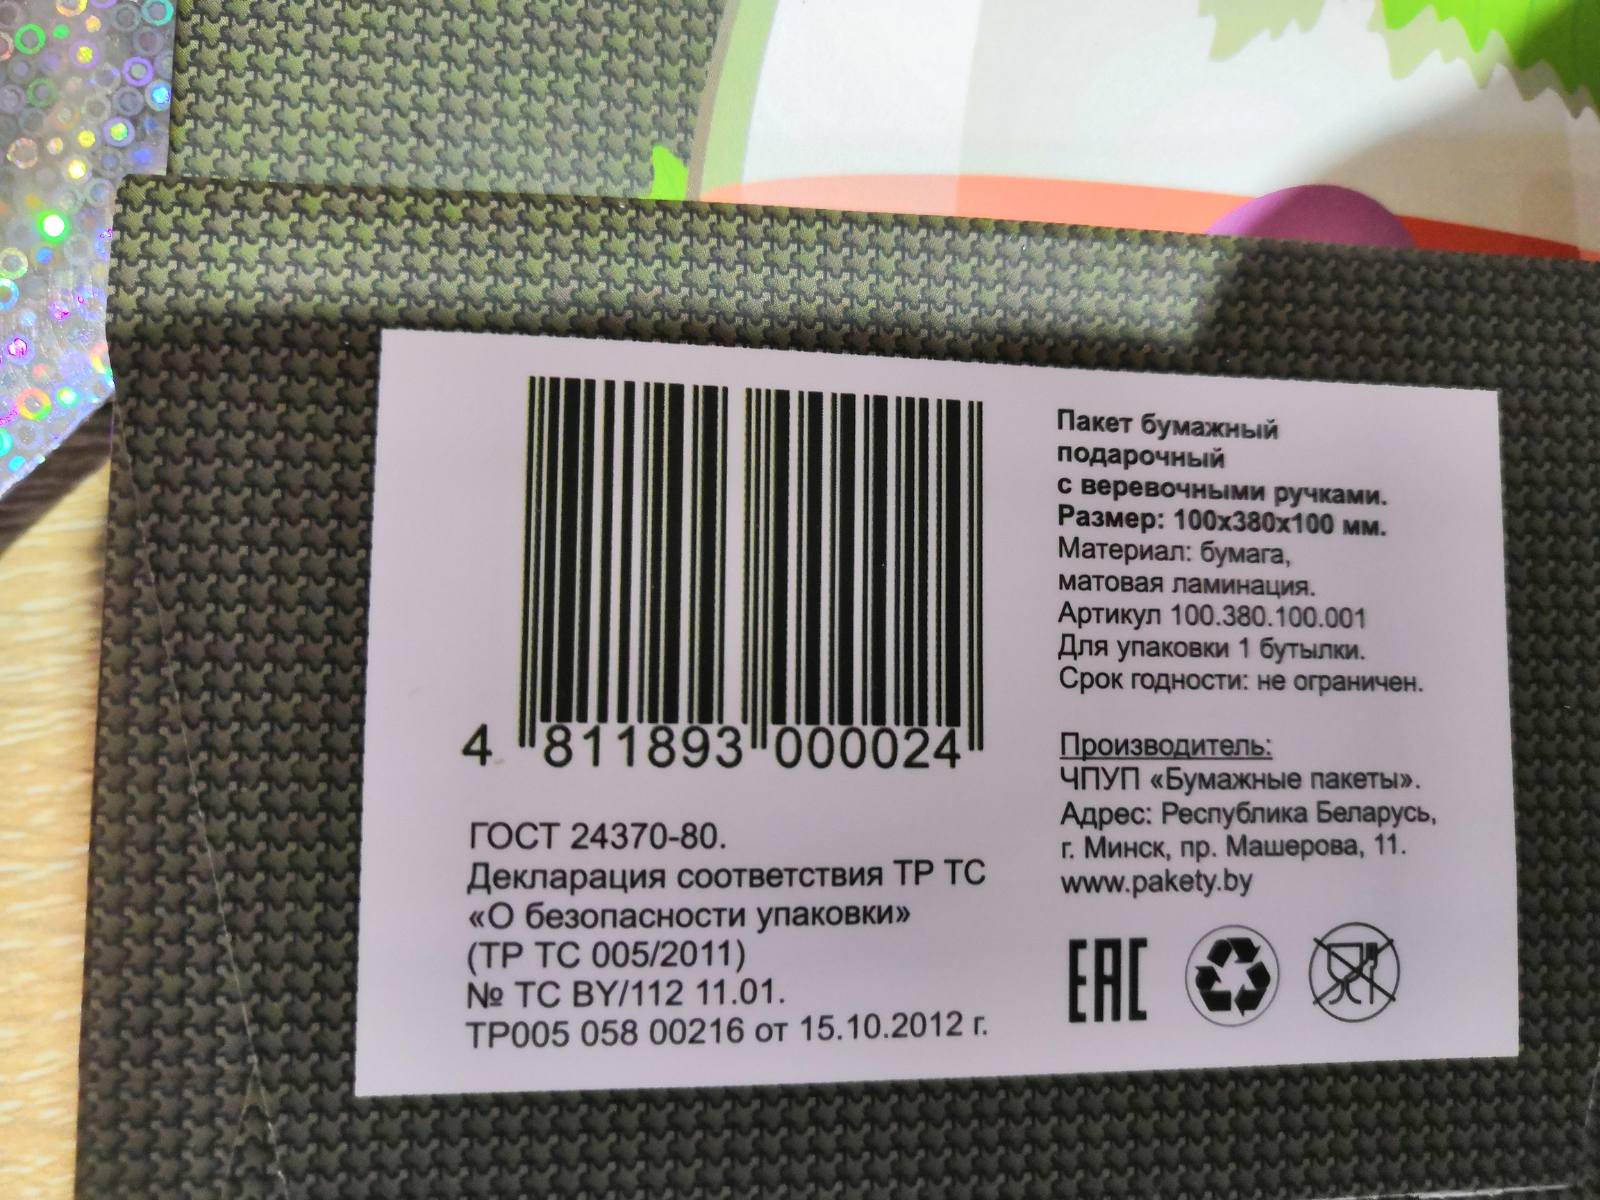 4 811893 000024
ГОСТ 24370-80.
Декларация соответствия ТР ТС
«О безопасности упаковки»
(ТР ТС 005/2011)
№ ТС BY/112 11.01.
ТР005 058 00216 от 15.10.2012 г.
Пакет бумажный
подарочный
с веревочными ручками.
Размер: 100х380х100 мм.
Материал: бумага,
матовая ламинация.
Артикул 100.380.100.001
Для упаковки 1 бутылки.
Срок годности: не ограничен.
Производитель:
ЧПУП «Бумажные пакеты».
Адрес: Республика Беларусь,
г. Минск, пр. Машерова, 11.
www.pakety.by
EAC